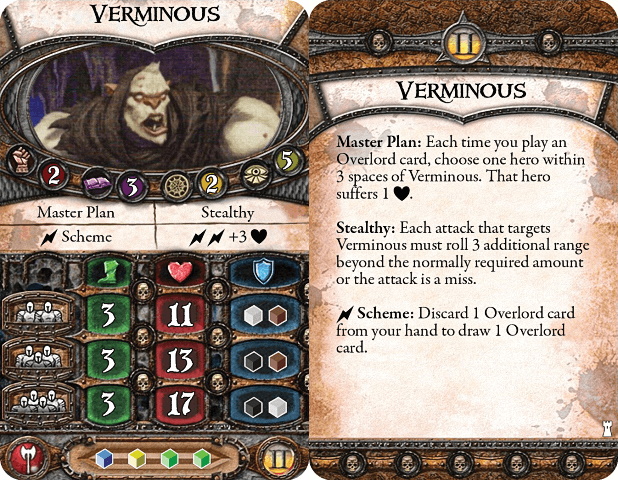 VERMINOUS
2
3
2
5
Master Plan
Stealthy
Scheme
+3
3 11
3 13
3 17
II
II
VERMINOUS
Master Plan: Each time you play an
Overlord card, choose one hero within
3 spaces of Verminous. That hero
suffers 1 .
Stealthy: Each attack that targets
Verminous must roll 3 additional range
beyond the normally required amount
or the attack is a miss.
Scheme: Discard 1 Overlord card
from your hand to draw 1 Overlord
card.